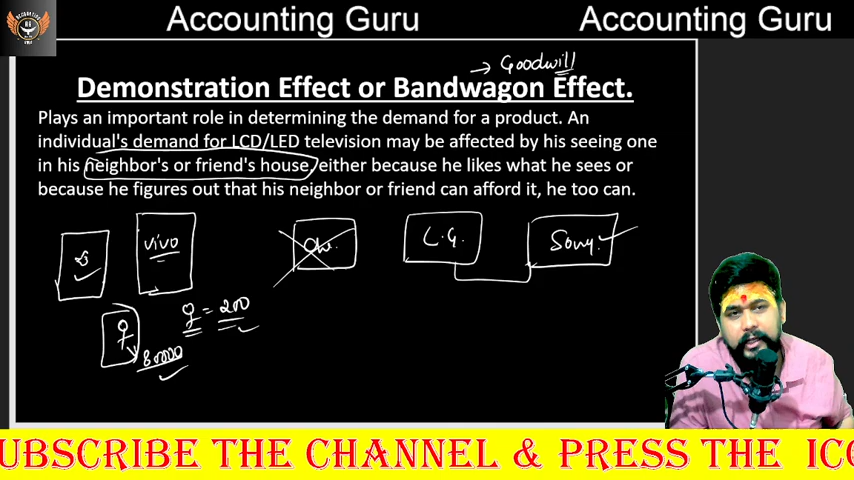 Accounting Guru Accounting Guru
→ Goodwill
Demonstration Effect or Bandwagon Effect.
Plays an important role in determining the demand for a product. An
individual's demand for LCD/LED television may be affected by his seeing one
in his neighbor's or friend's house, either because he likes what he sees or
because he figures out that his neighbor or friend can afford it, he too can.
vivo
L.G.
Sony
= 200
80000
SUBSCRIBE THE CHANNEL & PRESS THE ICO